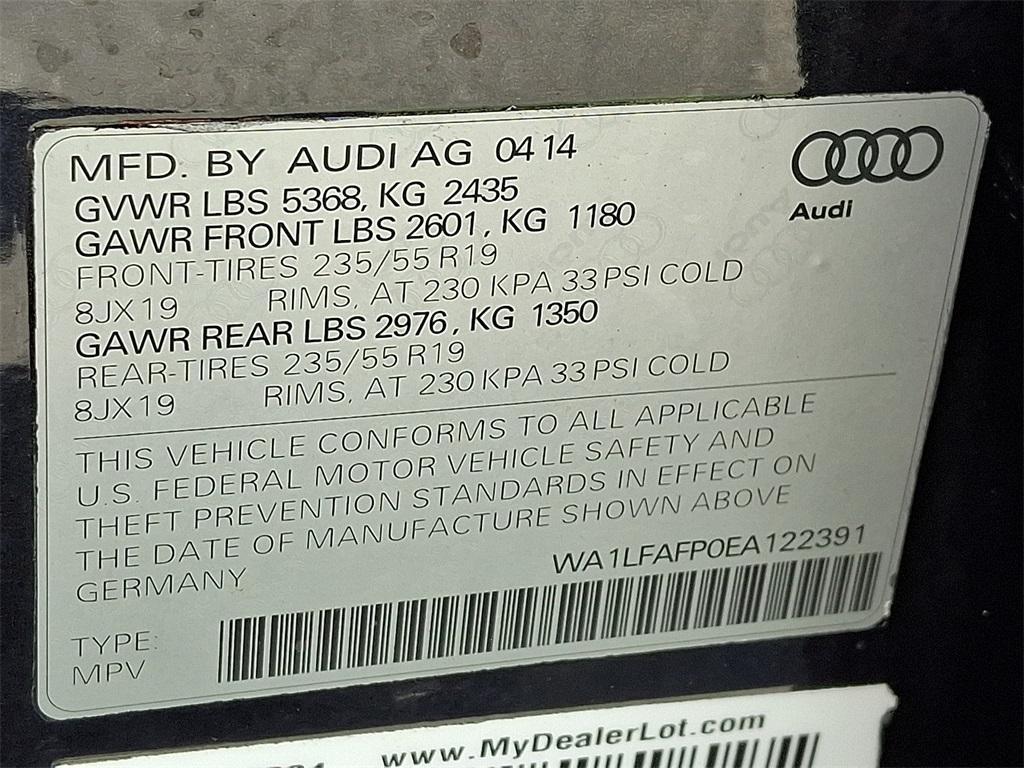 MFD. BY AUDI AG 0414
GVWR LBS 5368, KG 2435
GAWR FRONT LBS 2601, KG 1180
FRONT-TIRES 235/55 R19
8JX19 RIMS, AT 230 KPA 33 PSI COLD
GAWR REAR LBS 2976, KG 1350
REAR-TIRES 235/55 R19
8JX19 RIMS, AT 230 KPA 33 PSI COLD
Audi
THIS VEHICLE CONFORMS TO ALL APPLICABLE
U.S. FEDERAL MOTOR VEHICLE SAFETY AND
THEFT PREVENTION STANDARDS IN EFFECT ON
THE DATE OF MANUFACTURE SHOWN ABOVE
GERMANY
WA1LFAFP0EA122391
TYPE:
MPV
www.MyDealerLot.com